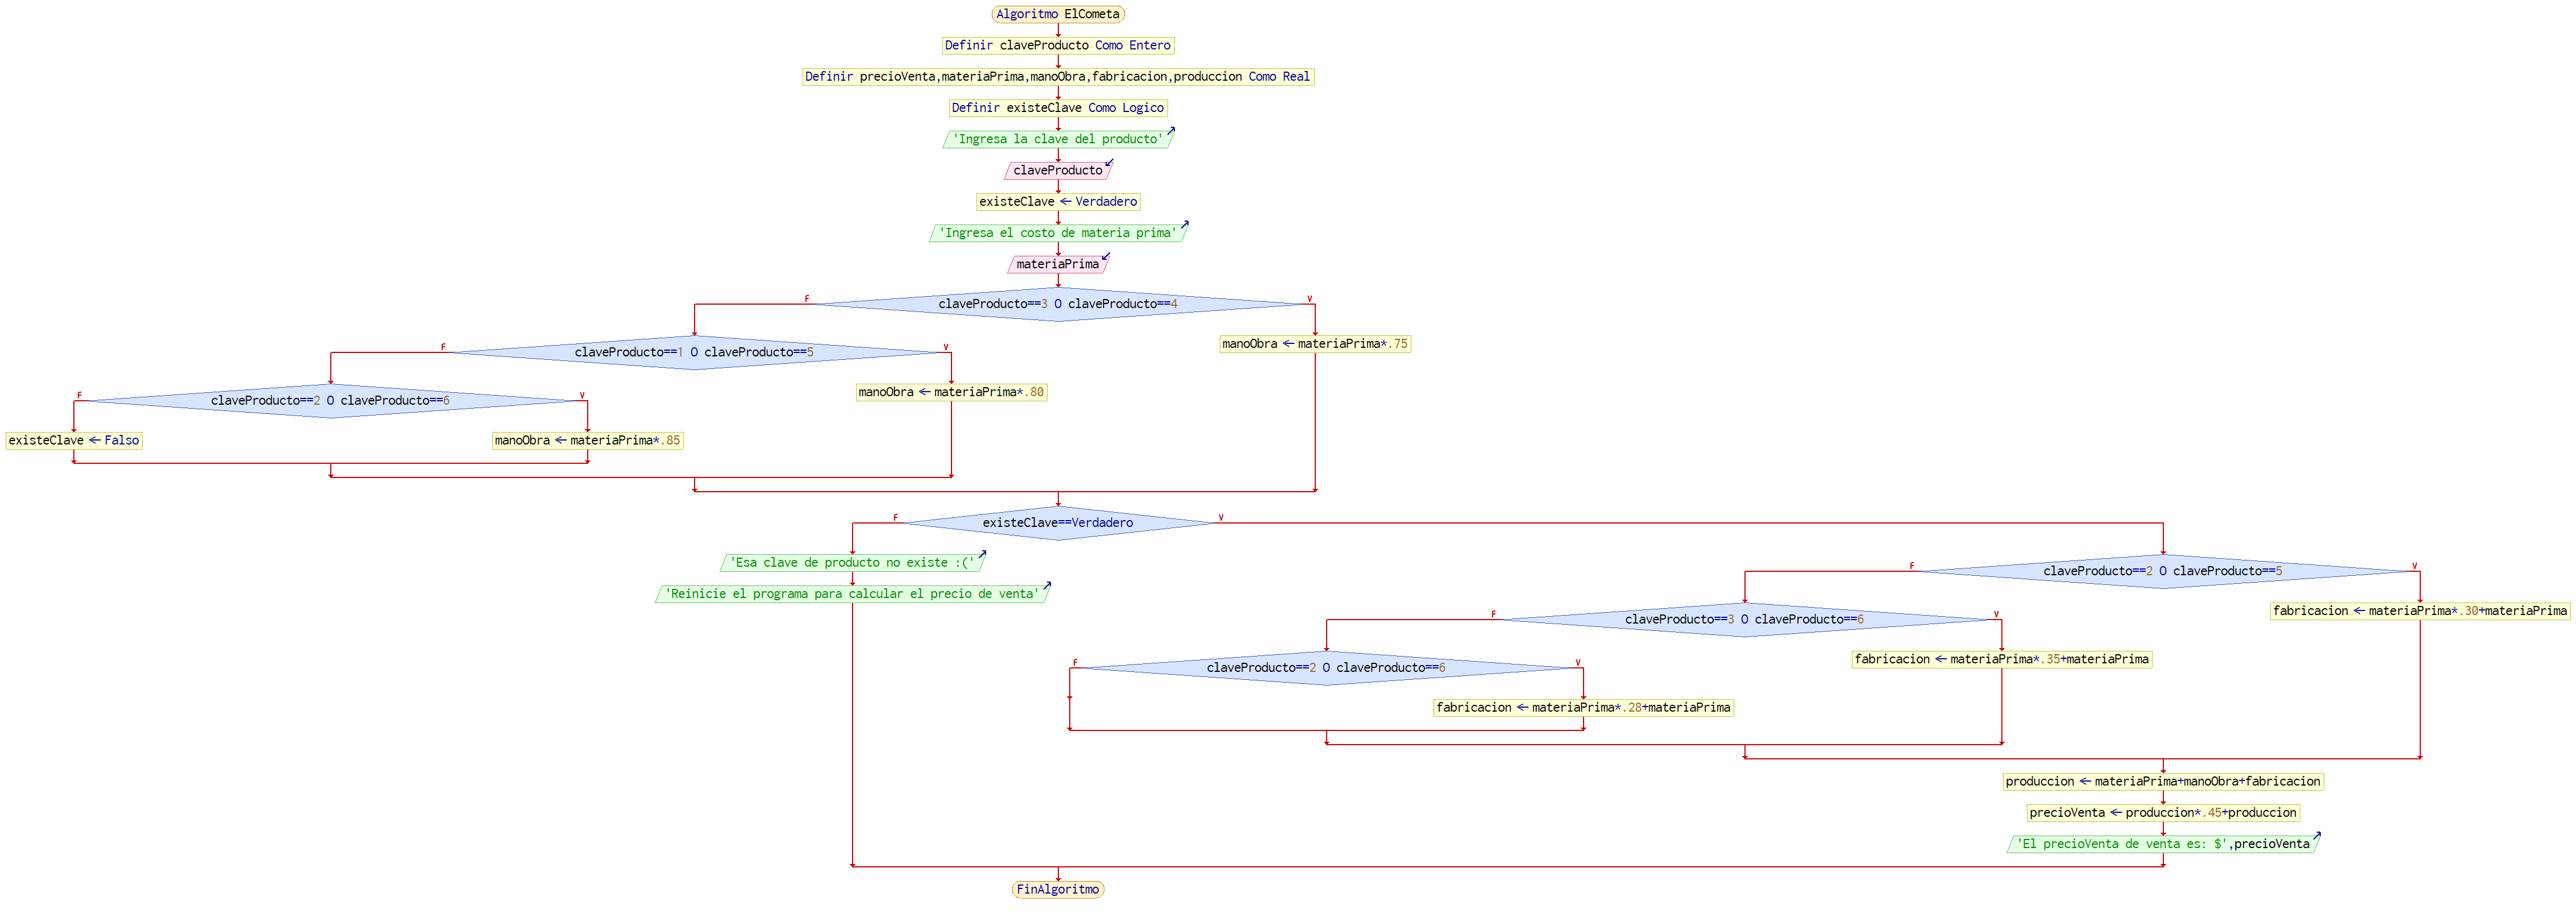 Algoritmo ElCometa
Definir claveProducto Como Entero
Definir precioVenta,materiaPrima,manoObra,fabricacion,produccion Como Real
Definir existeClave Como Logico
'Ingresa la clave del producto'
claveProducto
existeClave ← Verdadero
'Ingresa el costo de materia prima'
materiaPrima
F
claveProducto==3 O claveProducto==4
V
F
claveProducto==1 O claveProducto==5
V
manoObra ← materiaPrima*.75
F
claveProducto==2 O claveProducto==6
V
manoObra ← materiaPrima*.80
existeClave ← Falso
manoObra ← materiaPrima*.85
F
existeClave==Verdadero
V
'Esa clave de producto no existe :('
'Reinicie el programa para calcular el precio de venta'
F
claveProducto==2 O claveProducto==5
V
F
claveProducto==3 O claveProducto==6
V
fabricacion ← materiaPrima*.30+materiaPrima
F
claveProducto==2 O claveProducto==6
V
fabricacion ← materiaPrima*.35+materiaPrima
fabricacion ← materiaPrima*.28+materiaPrima
produccion ← materiaPrima+manoObra+fabricacion
precioVenta ← produccion*.45+produccion
'El precioVenta de venta es: $',precioVenta
FinAlgoritmo